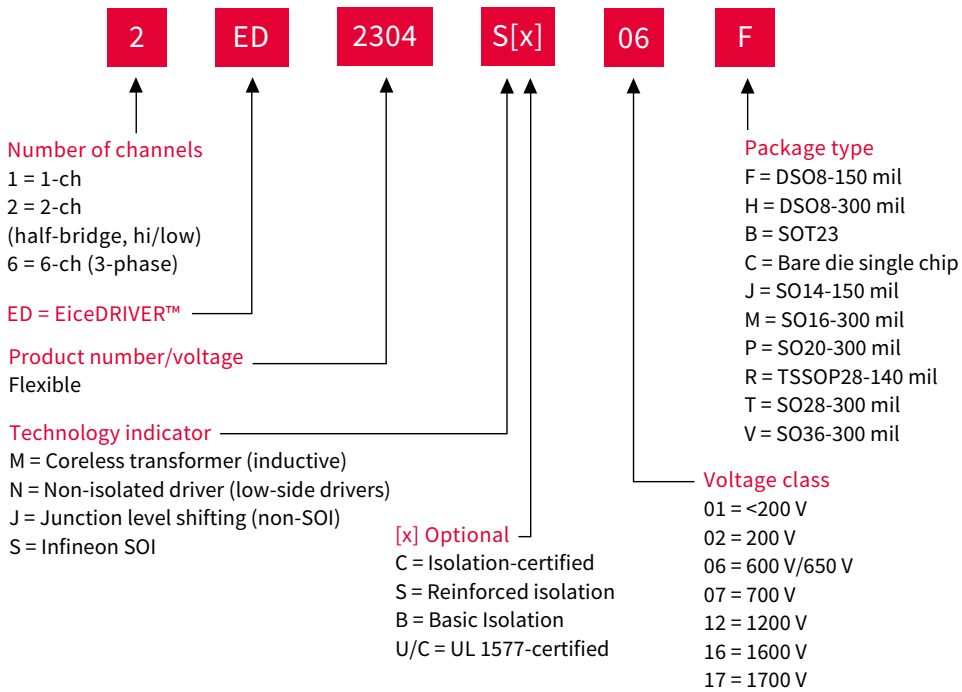 2 ED 2304 S[x] 06 F
Number of channels
1 = 1-ch
2 = 2-ch
(half-bridge, hi/low)
6 = 6-ch (3-phase)
ED = EiceDRIVER™
Product number/voltage
Flexible
Technology indicator
M = Coreless transformer (inductive)
N = Non-isolated driver (low-side drivers)
J = Junction level shifting (non-SOI)
S = Infineon SOI
[x] Optional
C = Isolation-certified
S = Reinforced isolation
B = Basic Isolation
U/C = UL 1577-certified
Package type
F = DSO8-150 mil
H = DSO8-300 mil
B = SOT23
C = Bare die single chip
J = SO14-150 mil
M = SO16-300 mil
P = SO20-300 mil
R = TSSOP28-140 mil
T = SO28-300 mil
V = SO36-300 mil
Voltage class
01 = <200 V
02 = 200 V
06 = 600 V/650 V
07 = 700 V
12 = 1200 V
16 = 1600 V
17 = 1700 V